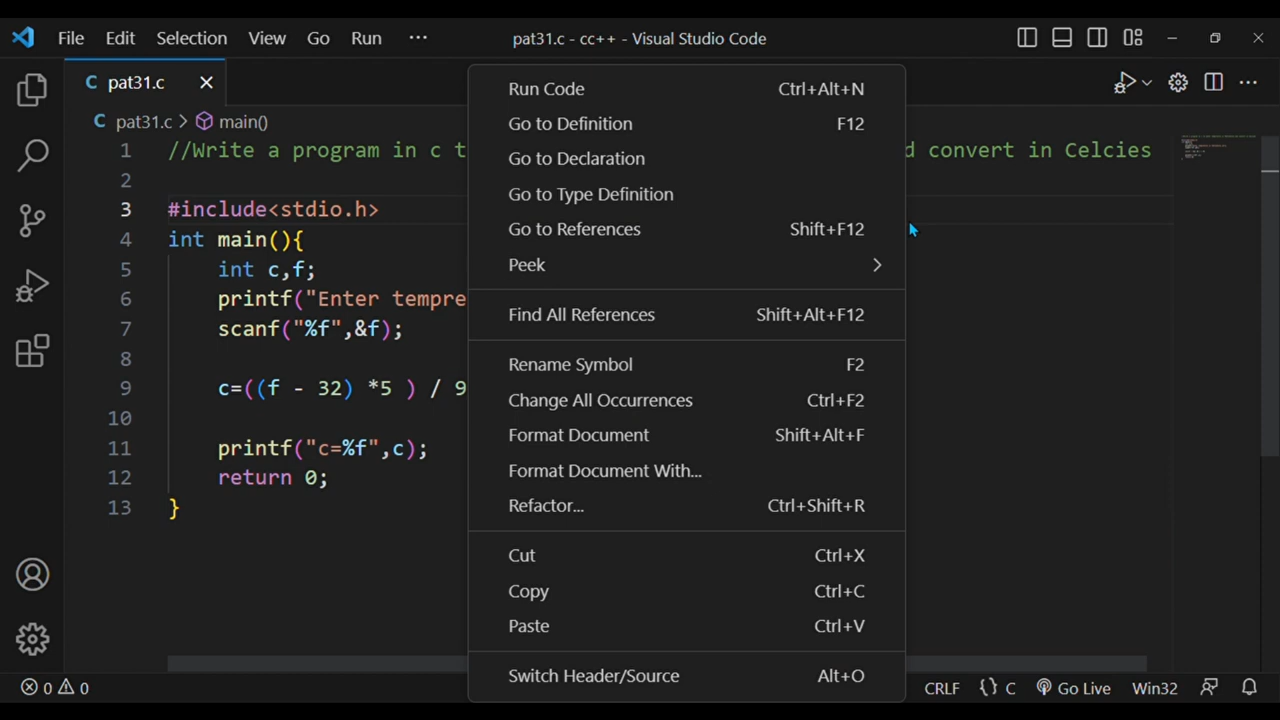 File Edit Selection View Go Run ··· pat31.c - cc++ - Visual Studio Code
C pat31.c
C pat31.c > main()
1 //Write a program in c t d convert in Celcies
2
3 #include<stdio.h>
4 int main(){
5 int c,f;
6 printf("Enter tempre
7 scanf("%f",&f);
8
9 c=((f - 32) *5 ) / 9
10
11 printf("c=%f",c);
12 return 0;
13 }
Run Code Ctrl+Alt+N
Go to Definition F12
Go to Declaration
Go to Type Definition
Go to References Shift+F12
Peek >
Find All References Shift+Alt+F12
Rename Symbol F2
Change All Occurrences Ctrl+F2
Format Document Shift+Alt+F
Format Document With...
Refactor... Ctrl+Shift+R
Cut Ctrl+X
Copy Ctrl+C
Paste Ctrl+V
Switch Header/Source Alt+O
0 0 CRLF {} C Go Live Win32